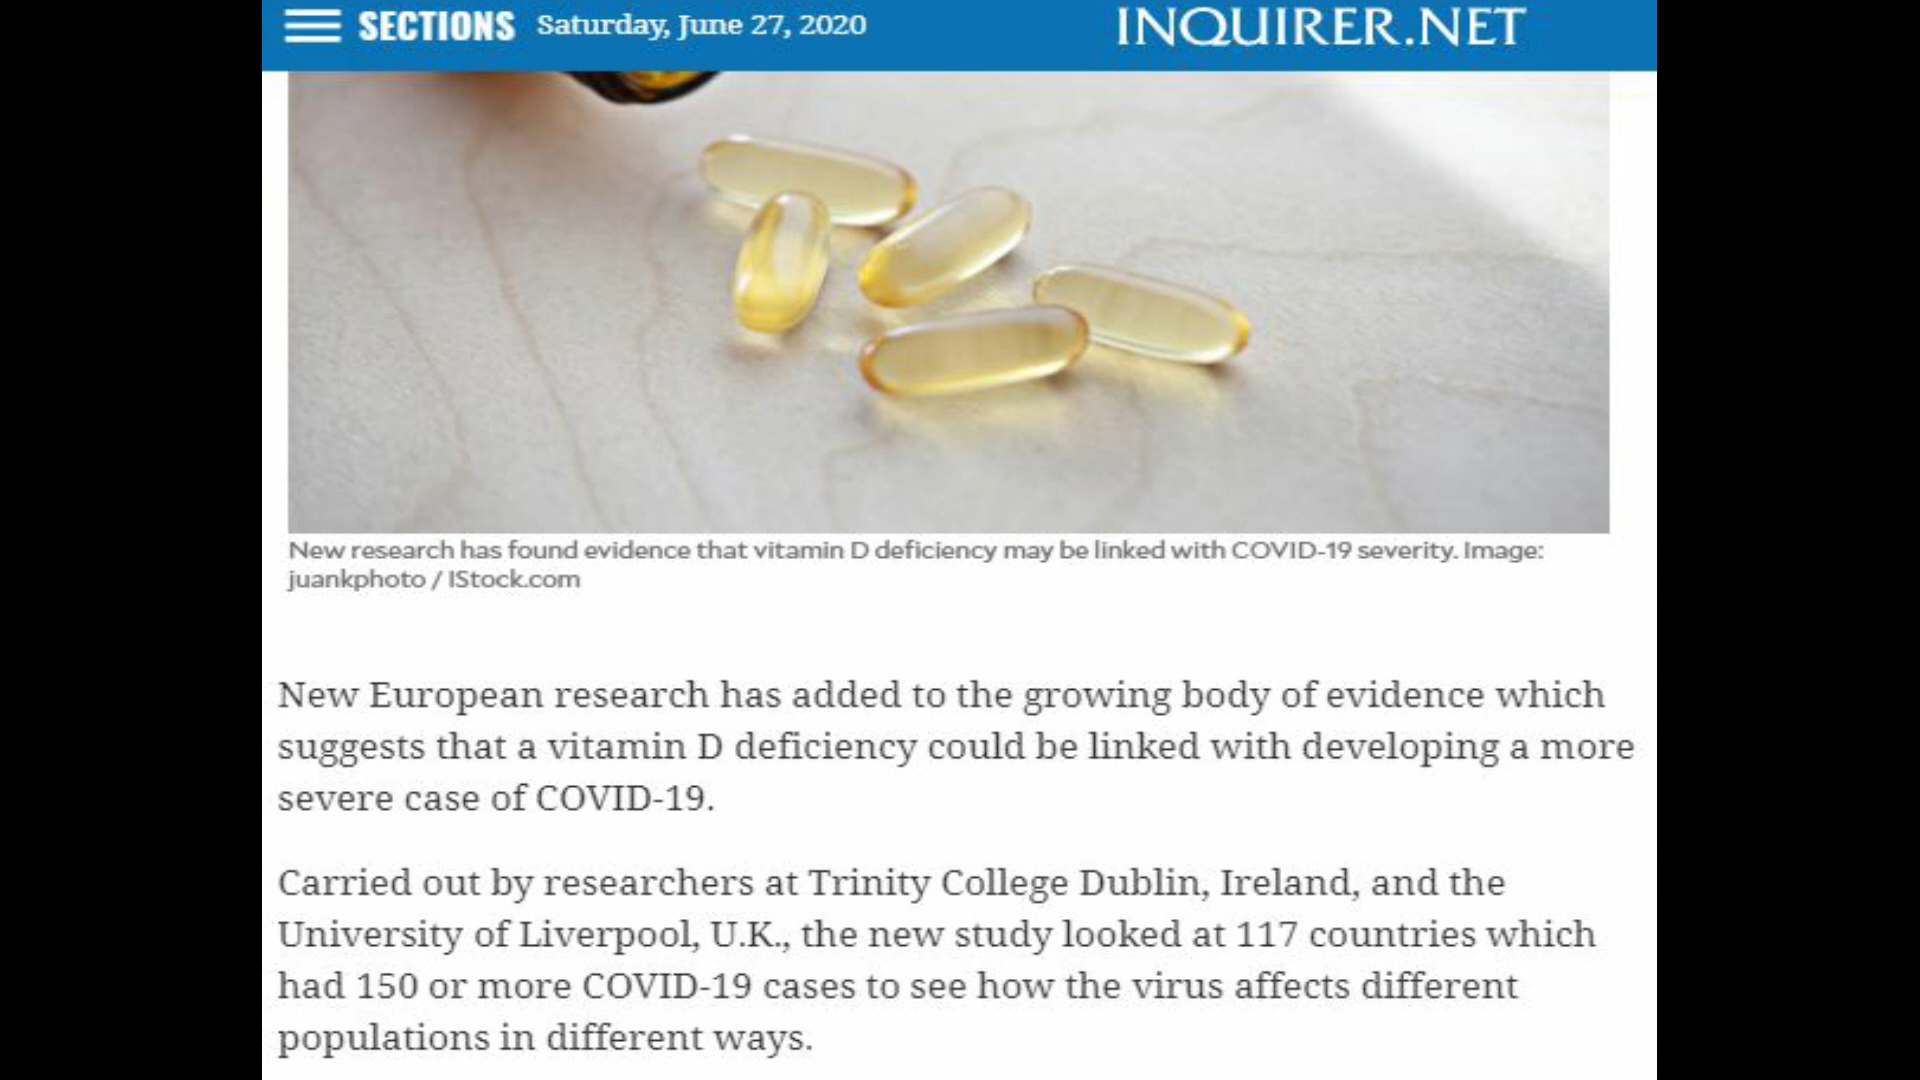 SECTIONS Saturday, June 27, 2020 INQUIRER.NET
New research has found evidence that vitamin D deficiency may be linked with COVID-19 severity. Image:
juankphoto / IStock.com
New European research has added to the growing body of evidence which
suggests that a vitamin D deficiency could be linked with developing a more
severe case of COVID-19.
Carried out by researchers at Trinity College Dublin, Ireland, and the
University of Liverpool, U.K., the new study looked at 117 countries which
had 150 or more COVID-19 cases to see how the virus affects different
populations in different ways.